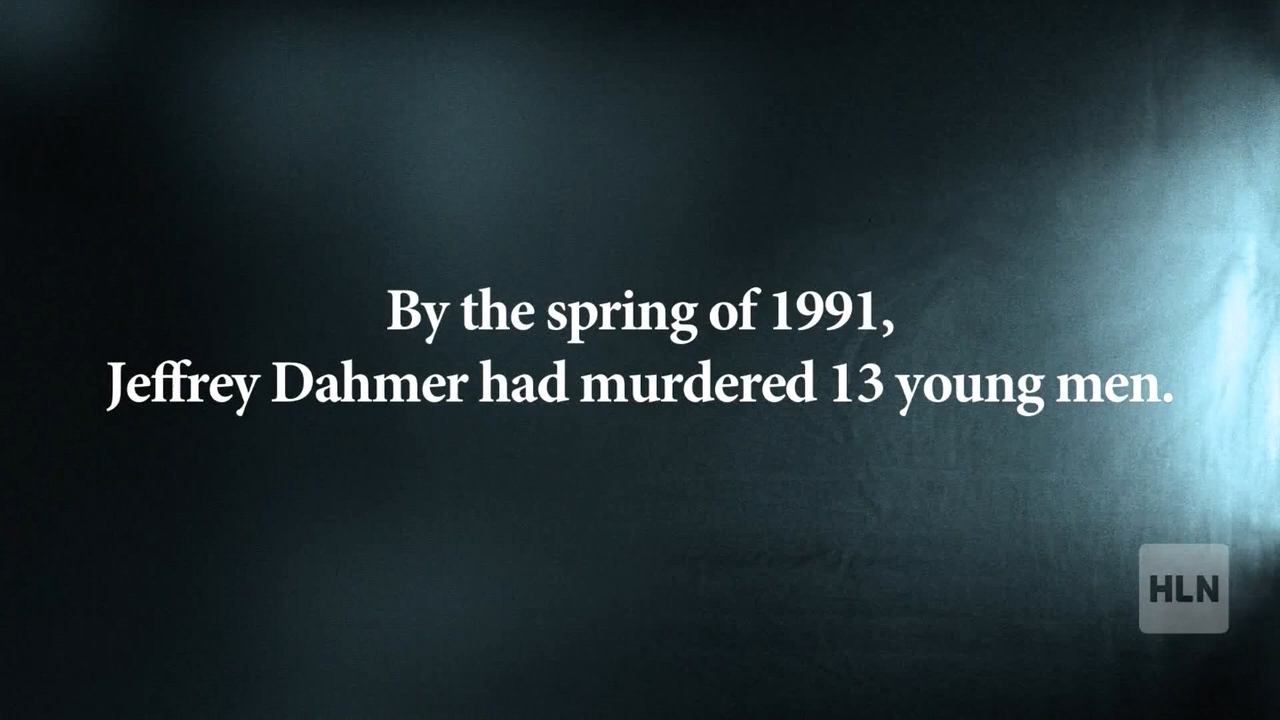 By the spring of 1991,
Jeffrey Dahmer had murdered 13 young men.
HLN